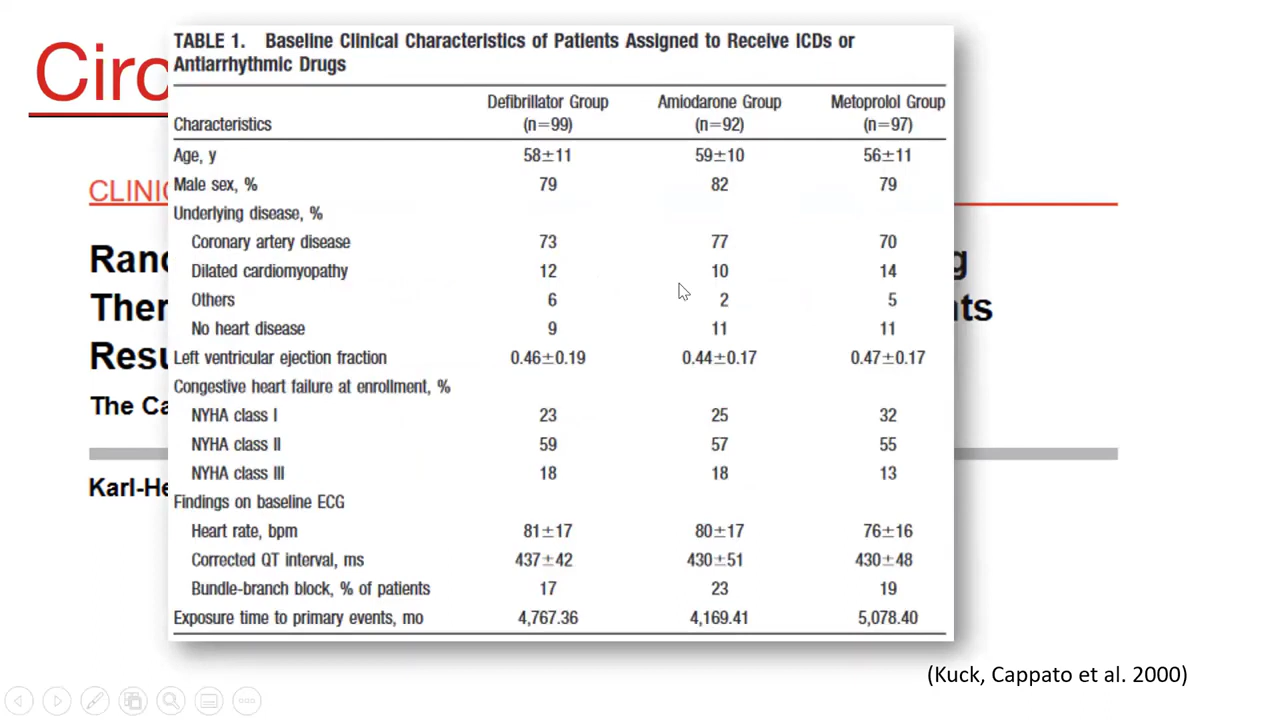 Circ
TABLE 1. Baseline Clinical Characteristics of Patients Assigned to Receive ICDs or
Antiarrhythmic Drugs
Defibrillator Group Amiodarone Group Metoprolol Group
Characteristics (n=99) (n=92) (n=97)
Age, y 58±11 59±10 56±11
Male sex, % 79 82 79
Underlying disease, %
Coronary artery disease 73 77 70
Dilated cardiomyopathy 12 10 14
Others 6 2 5
No heart disease 9 11 11
Left ventricular ejection fraction 0.46±0.19 0.44±0.17 0.47±0.17
Congestive heart failure at enrollment, %
NYHA class I 23 25 32
NYHA class II 59 57 55
NYHA class III 18 18 13
Findings on baseline ECG
Heart rate, bpm 81±17 80±17 76±16
Corrected QT interval, ms 437±42 430±51 430±48
Bundle-branch block, % of patients 17 23 19
Exposure time to primary events, mo 4,767.36 4,169.41 5,078.40
CLINIC
Ran
Ther
Resu
The Ca
Karl-He
(Kuck, Cappato et al. 2000)